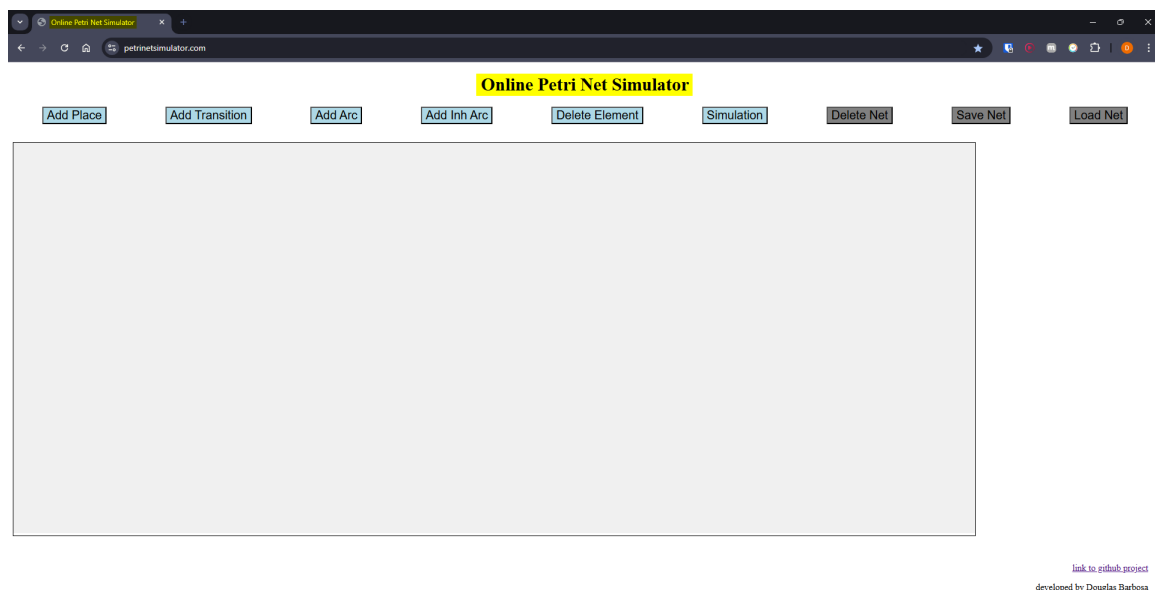 Online Petri Net Simulator
petrinetsimulator.com
Online Petri Net Simulator
Add Place Add Transition Add Arc Add Inh Arc Delete Element Simulation Delete Net Save Net Load Net
link to github project
developed by Douglas Barbosa